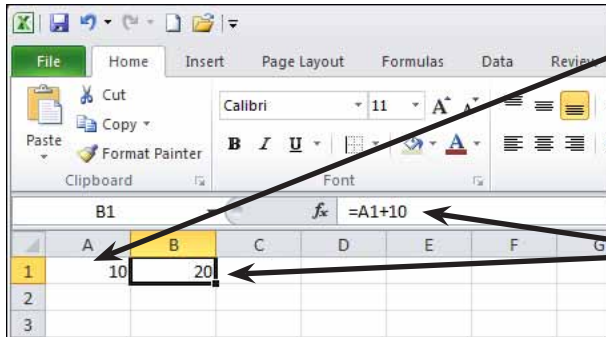 File Home Insert Page Layout Formulas Data Review
Cut
Calibri 11 A A
Copy
Paste
B I U A
Format Painter
Clipboard Font
B1 fx =A1+10
A B C D E F G
1 10 20
2
3